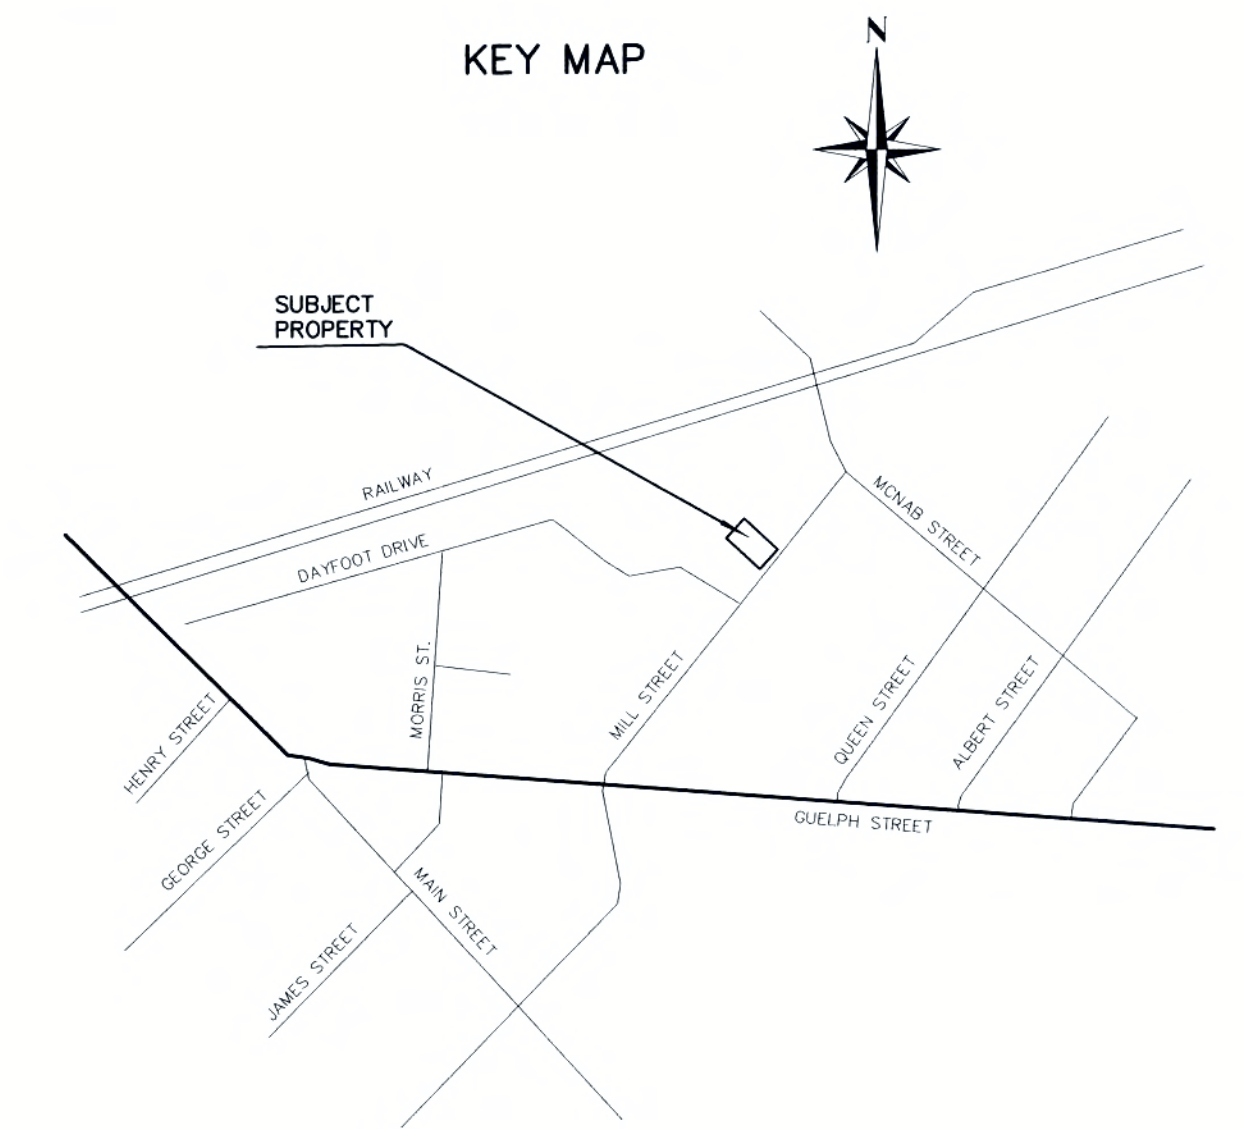 KEY MAP
N
SUBJECT
PROPERTY
RAILWAY
MCNAB STREET
DAYFOOT DRIVE
MORRIS ST.
MILL STREET
QUEEN STREET
ALBERT STREET
HENRY STREET
GEORGE STREET
GUELPH STREET
MAIN STREET
JAMES STREET